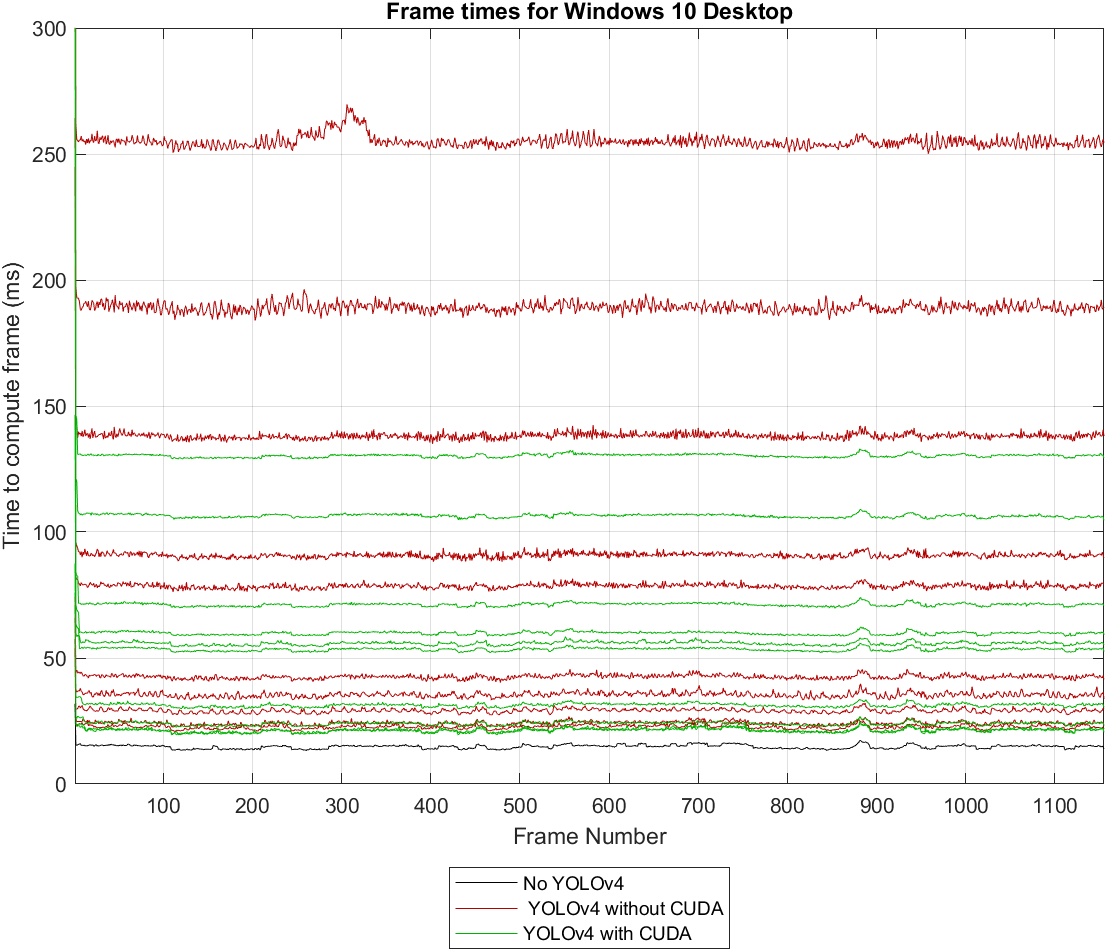 Frame times for Windows 10 Desktop
300
250
200
150
100
50
0
Time to compute frame (ms)
100 200 300 400 500 600 700 800 900 1000 1100
Frame Number
No YOLOv4
YOLOv4 without CUDA
YOLOv4 with CUDA